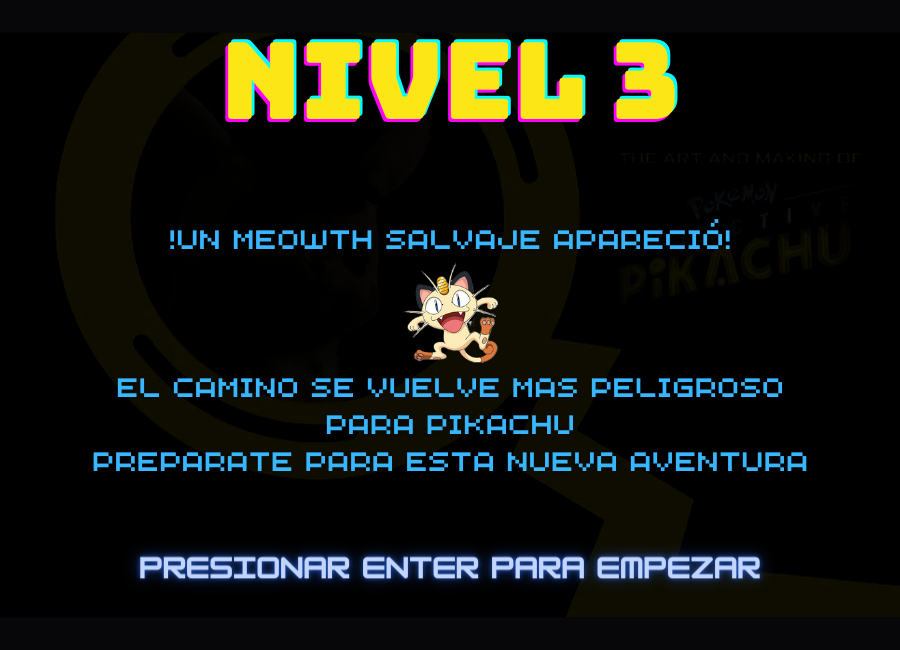 NIVEL 3
THE ART AND MAKING OF
POKÉMON
PIKACHU
!UN MEOWTH SALVAJE APARECIÓ!
EL CAMINO SE VUELVE MAS PELIGROSO
PARA PIKACHU
PREPARATE PARA ESTA NUEVA AVENTURA
PRESIONAR ENTER PARA EMPEZAR